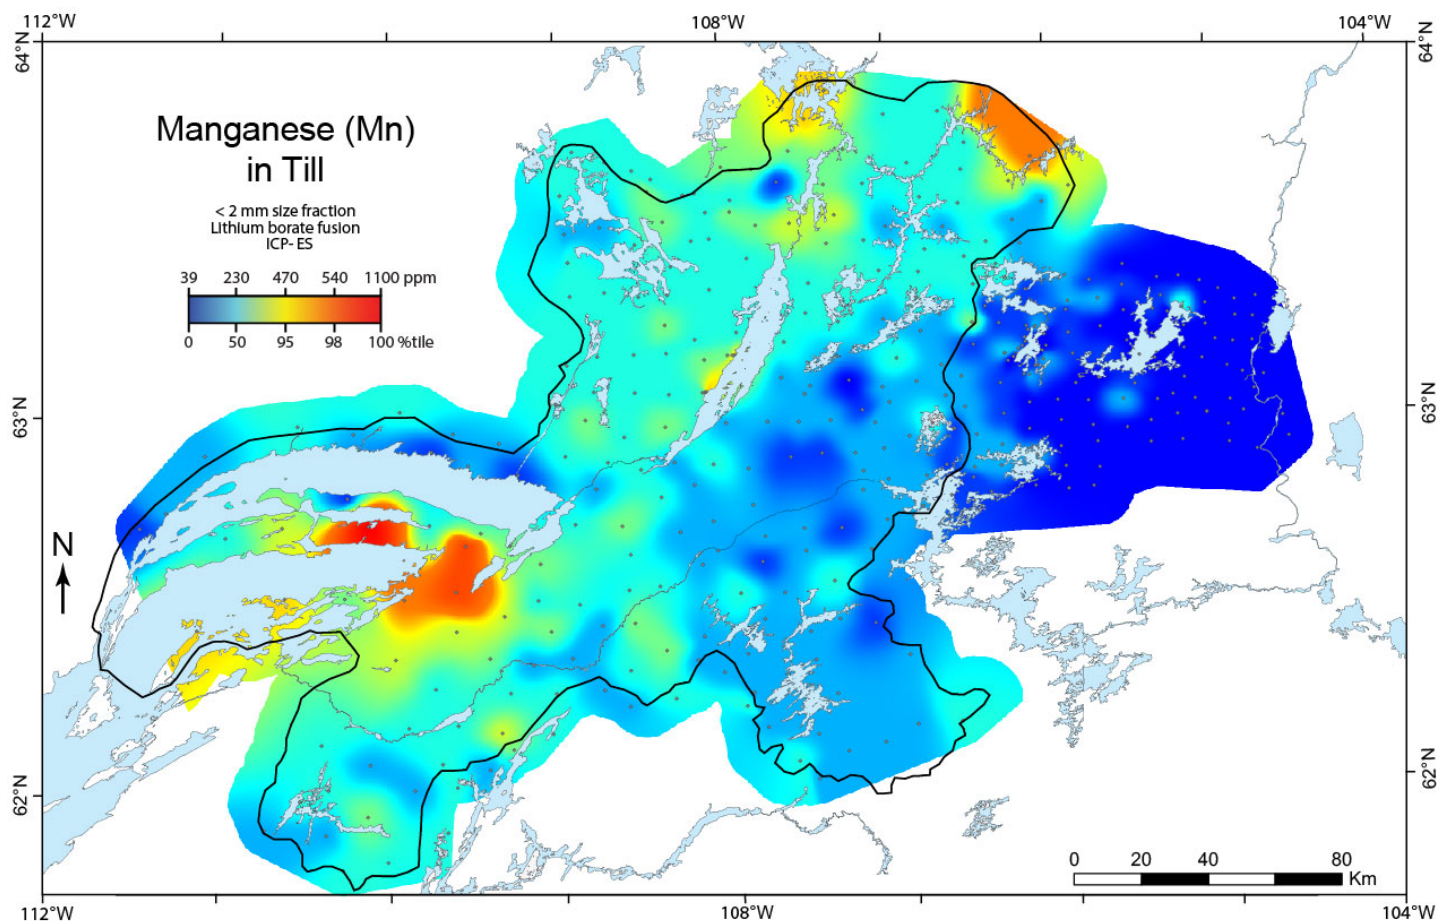 112°W 108°W 104°W
64°N 64°N
Manganese (Mn)
in Till
< 2 mm size fraction
Lithium borate fusion
ICP- ES
39 230 470 540 1100 ppm
0 50 95 98 100 %tile
63°N 63°N
N
62°N 62°N
0 20 40 80
Km
112°W 108°W 104°W